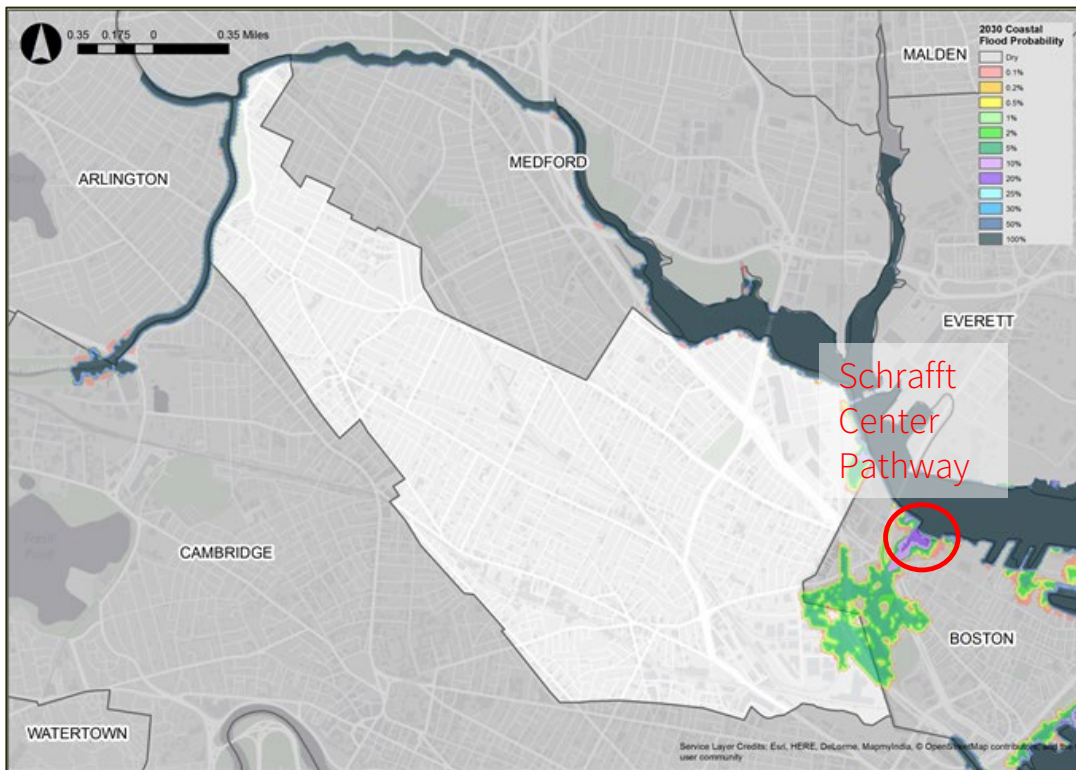 0.35 0.175 0 0.35 Miles
2030 Coastal
Flood Probability
Dry
0.1%
0.2%
0.5%
1%
2%
5%
10%
20%
25%
30%
50%
100%
MALDEN
MEDFORD
ARLINGTON
EVERETT
Schrafft
Center
Pathway
CAMBRIDGE
BOSTON
WATERTOWN
Service Layer Credits: Esri, HERE, DeLorme, MapmyIndia, © OpenStreetMap contributors, and the
user community